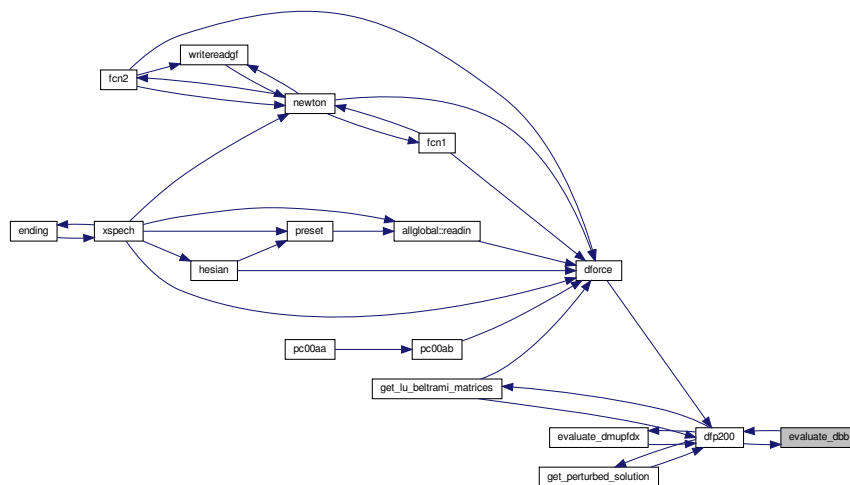 writereadgf
fcn2
newton
fcn1
ending
xspech
preset
allglobal::readin
hesian
dforce
pc00aa
pc00ab
get_lu_beltrami_matrices
evaluate_dmupfdx
dfp200
evaluate_dbb
get_perturbed_solution